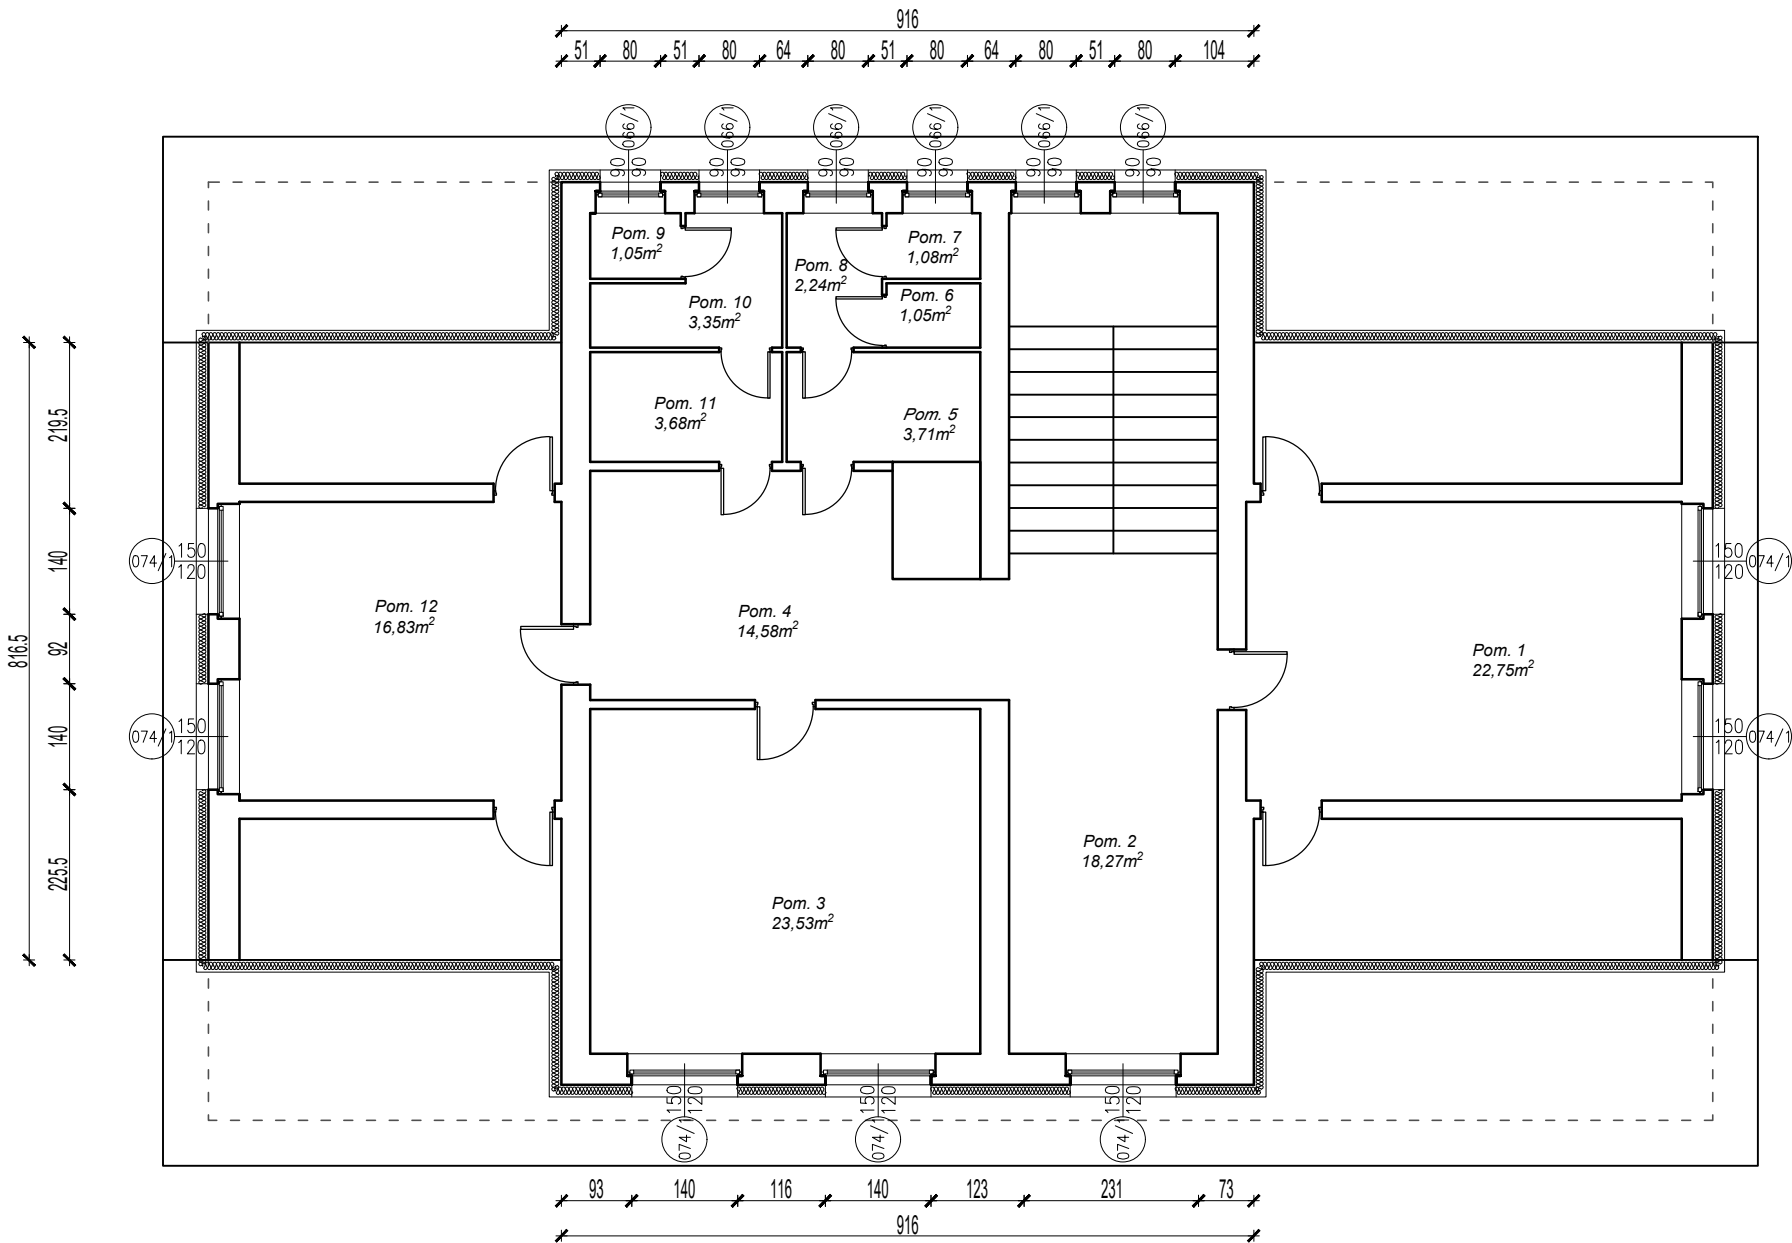 916
51 80 51 80 64 80 51 80 64 80 51 80 104
066/1 066/1 066/1 066/1 066/1 066/1
90 90 90 90 90 90
90 90 90 90 90 90
Pom. 9
1,05m²
Pom. 7
1,08m²
Pom. 8
2,24m²
Pom. 10
3,35m²
Pom. 6
1,05m²
Pom. 11
3,68m²
Pom. 5
3,71m²
816.5
219.5
140
92
140
225.5
074/1 150
120
074/1 150
120
Pom. 12
16,83m²
Pom. 4
14,58m²
Pom. 1
22,75m²
150 074/1
120
150 074/1
120
Pom. 2
18,27m²
Pom. 3
23,53m²
150 150 150
120 120 120
074/1 074/1 074/1
93 140 116 140 123 231 73
916